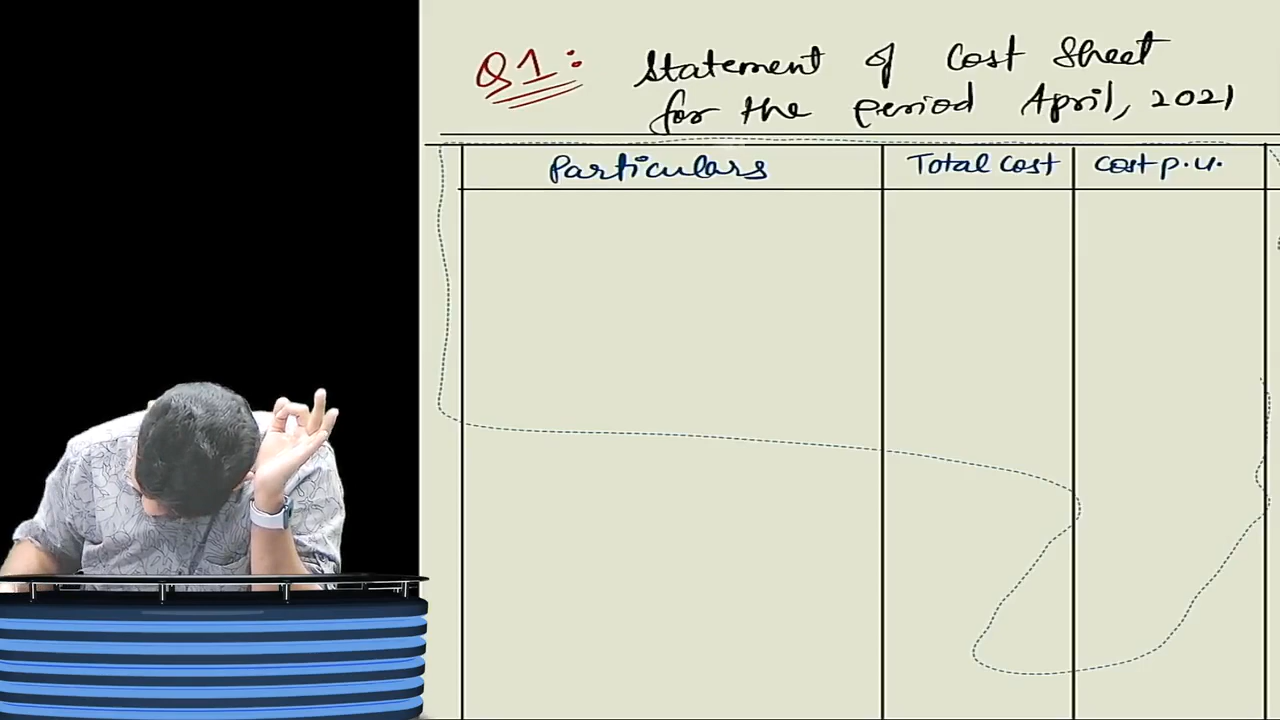 Q1: Statement of Cost Sheet
for the period April, 2021
Particulars Total Cost Cost p.u.